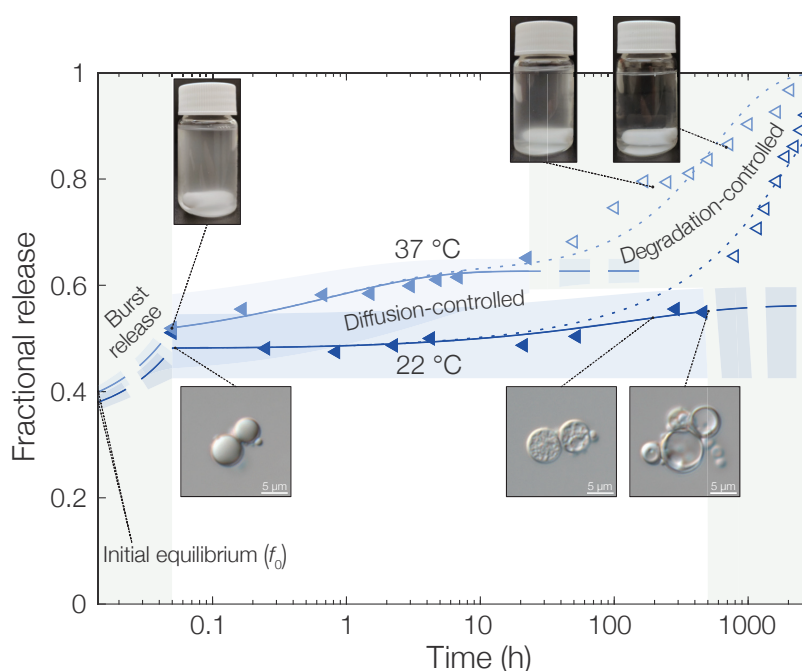 1
0.8
0.6
0.4
0.2
0
Fractional release
0.1
1
10
100
1000
Time (h)
Burst
release
37 °C
Diffusion-controlled
22 °C
Degradation-controlled
5 µm
5 µm
5 µm
Initial equilibrium (f₀)